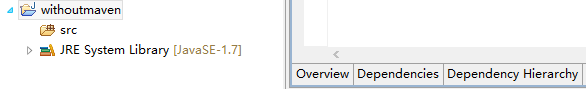 withoutmaven
src
JRE System Library [JavaSE-1.7]
Overview Dependencies Dependency Hierarchy